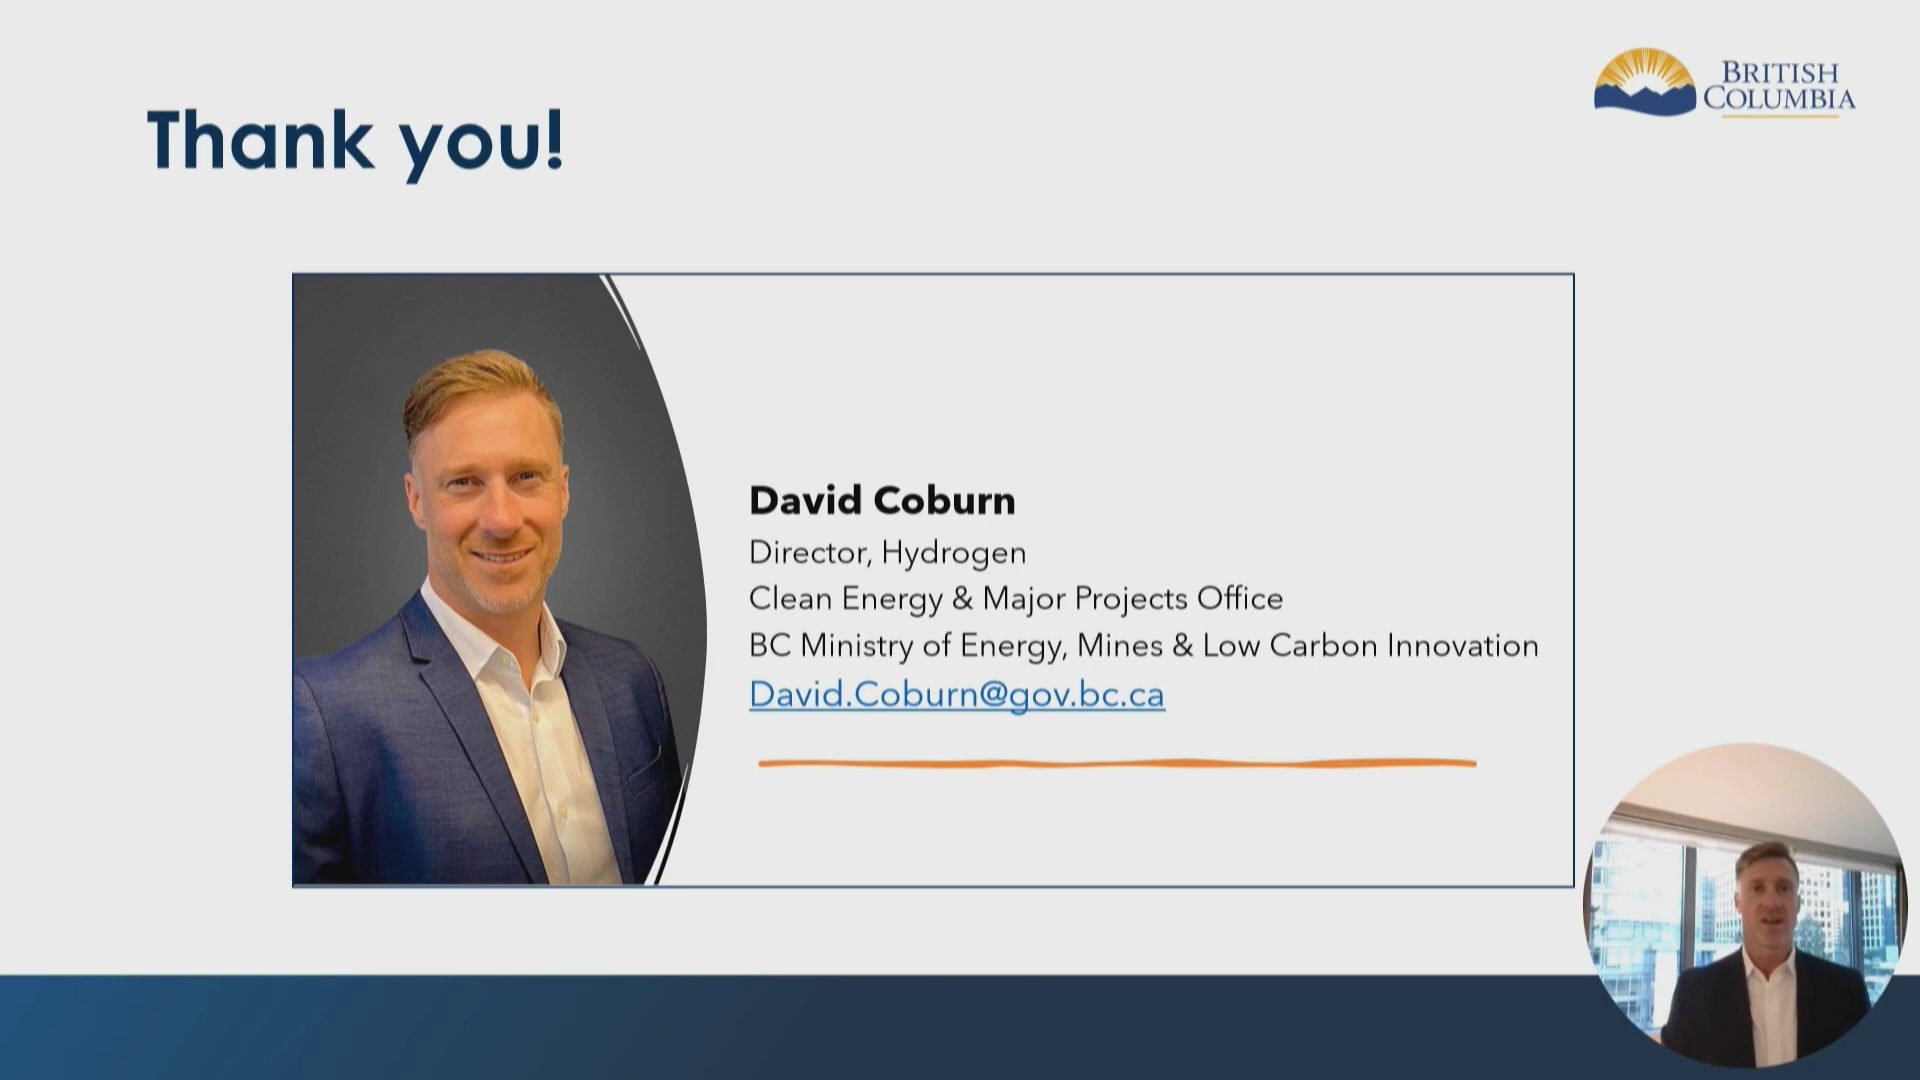 Thank you!
BRITISH
COLUMBIA
David Coburn
Director, Hydrogen
Clean Energy & Major Projects Office
BC Ministry of Energy, Mines & Low Carbon Innovation
David.Coburn@gov.bc.ca